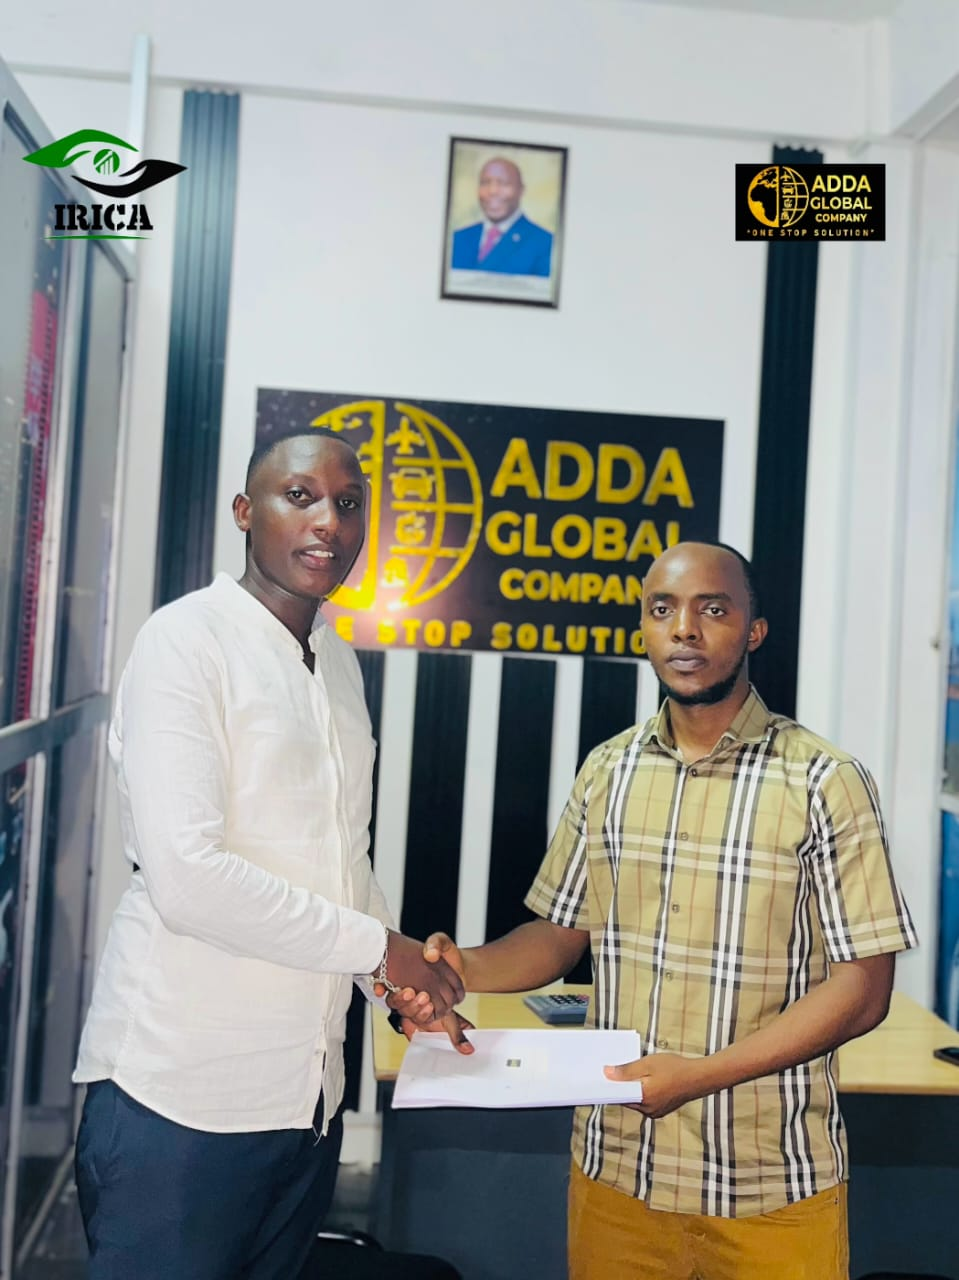 IRICA
ADDA
GLOBAL
COMPANY
"ONE STOP SOLUTION"
ADDA
GLOBAL
COMPAN
E STOP SOLUTIO